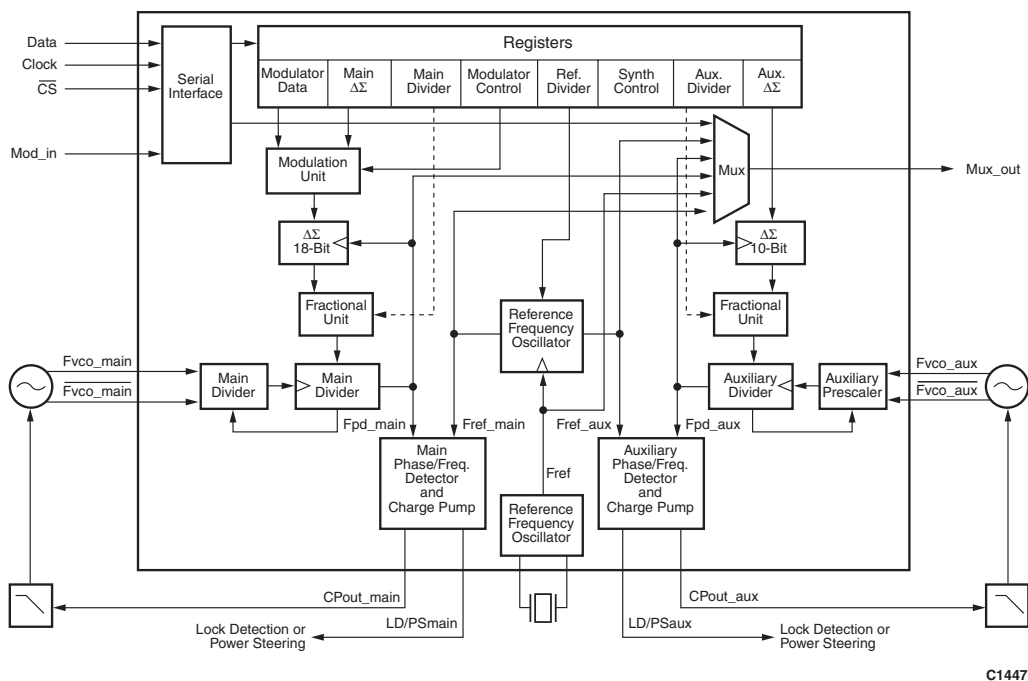 Data
Clock
CS
Mod_in
Serial
Interface
Registers
Modulator
Data
Main
ΔΣ
Main
Divider
Modulator
Control
Ref.
Divider
Synth
Control
Aux.
Divider
Aux.
ΔΣ
Modulation
Unit
Mux
Mux_out
ΔΣ
18-Bit
ΔΣ
10-Bit
Fractional
Unit
Reference
Frequency
Oscillator
Fractional
Unit
Fvco_main
Fvco_main
Main
Divider
Main
Divider
Auxiliary
Divider
Auxiliary
Prescaler
Fvco_aux
Fvco_aux
Fpd_main
Fref_main
Fref_aux
Fpd_aux
Main
Phase/Freq.
Detector
and
Charge Pump
Fref
Reference
Frequency
Oscillator
Auxiliary
Phase/Freq.
Detector
and
Charge Pump
CPout_main
CPout_aux
LD/PSmain
LD/PSaux
Lock Detection or
Power Steering
Lock Detection or
Power Steering
C1447